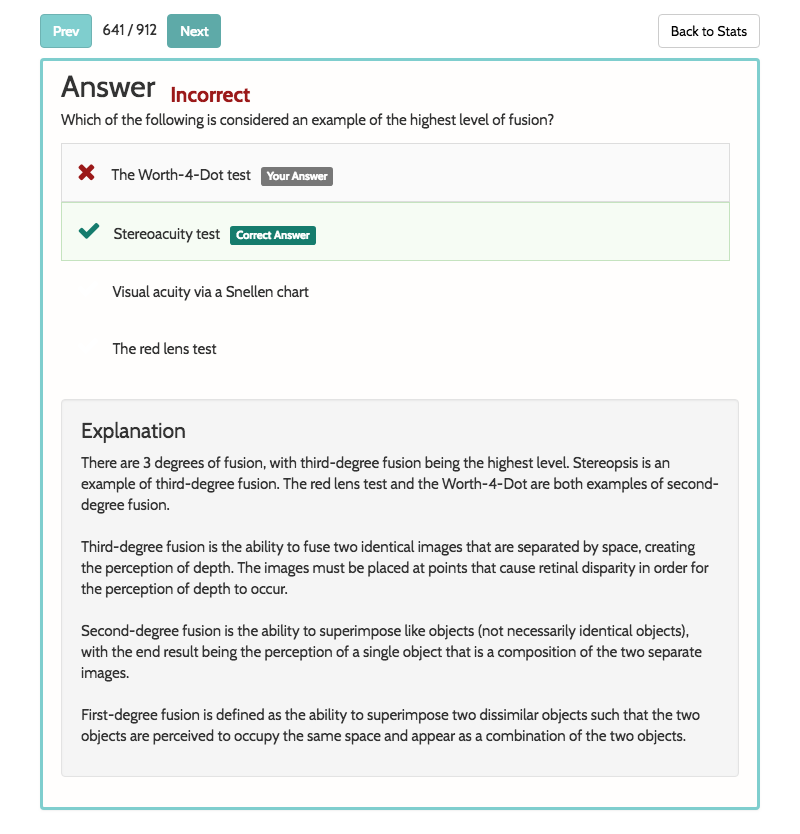 Prev 641 / 912 Next Back to Stats
Answer Incorrect
Which of the following is considered an example of the highest level of fusion?
The Worth-4-Dot test Your Answer
Stereoacuity test Correct Answer
Visual acuity via a Snellen chart
The red lens test
Explanation
There are 3 degrees of fusion, with third-degree fusion being the highest level. Stereopsis is an
example of third-degree fusion. The red lens test and the Worth-4-Dot are both examples of second-
degree fusion.
Third-degree fusion is the ability to fuse two identical images that are separated by space, creating
the perception of depth. The images must be placed at points that cause retinal disparity in order for
the perception of depth to occur.
Second-degree fusion is the ability to superimpose like objects (not necessarily identical objects),
with the end result being the perception of a single object that is a composition of the two separate
images.
First-degree fusion is defined as the ability to superimpose two dissimilar objects such that the two
objects are perceived to occupy the same space and appear as a combination of the two objects.